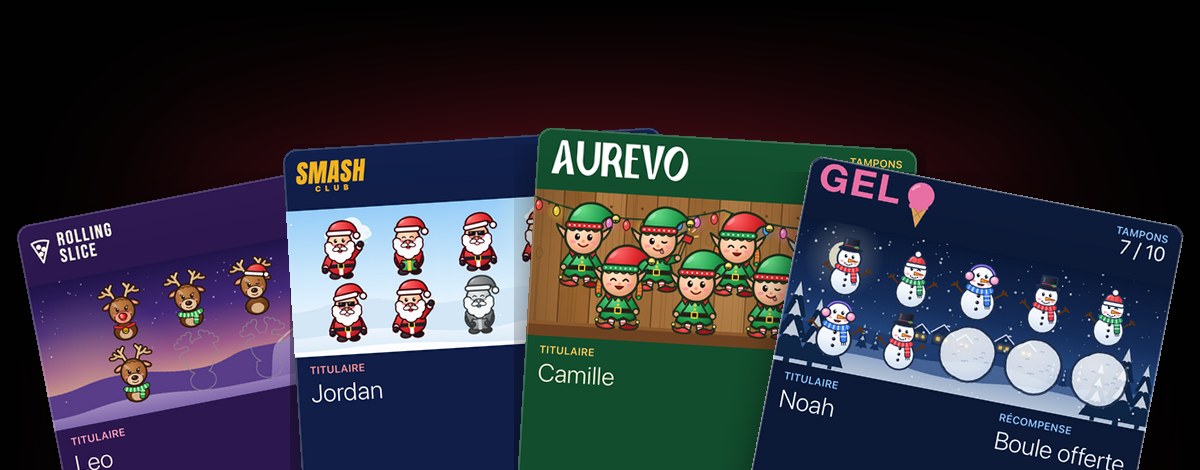 ROLLING
SLICE
TITULAIRE
Leo
SMASH
CLUB
TITULAIRE
Jordan
AUREVO
TAMPONS
TITULAIRE
Camille
GEL
TAMPONS
7/10
TITULAIRE
Noah
RÉCOMPENSE
Boule offerte